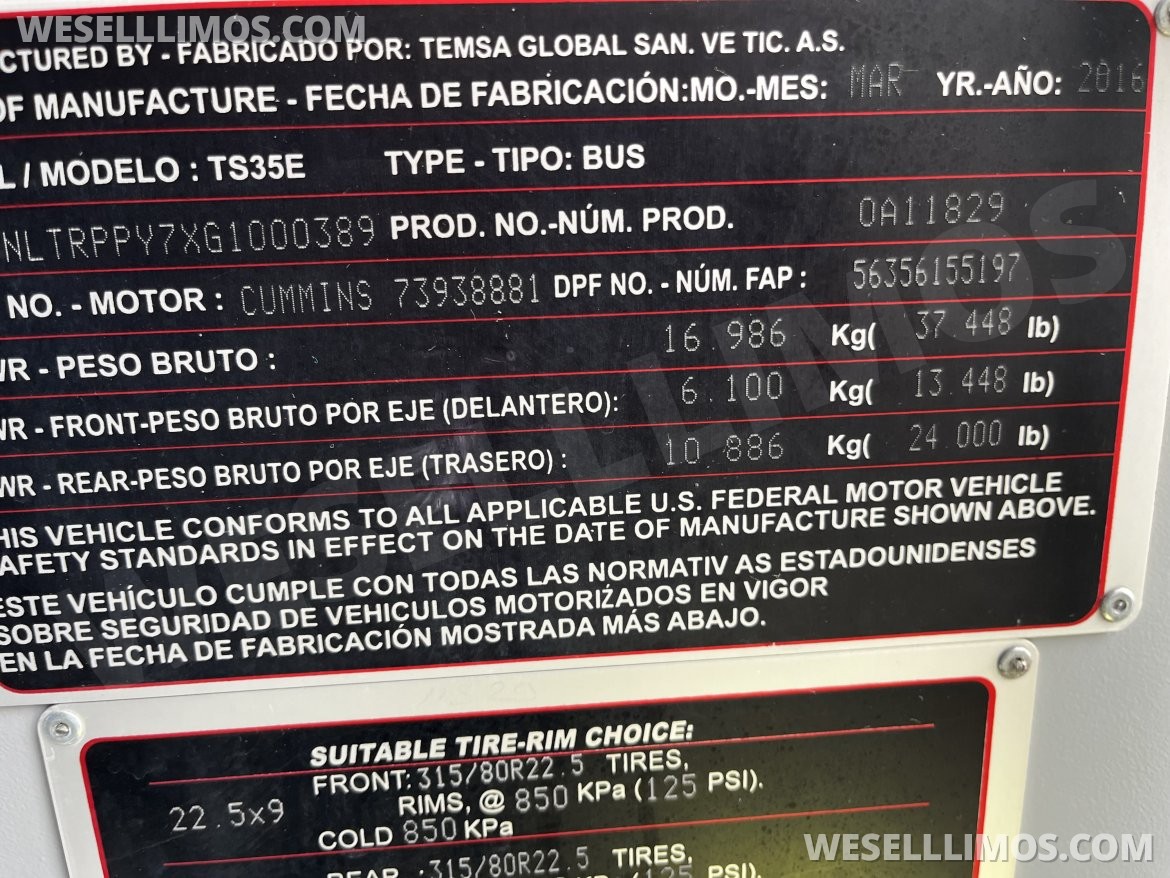 WESELLLIMOS.COM
CTURED BY - FABRICADO POR: TEMSA GLOBAL SAN. VE TIC. A.S.
OF MANUFACTURE - FECHA DE FABRICACIÓN:MO.-MES: MAR YR.-AÑO: 2016
L / MODELO : TS35E TYPE - TIPO: BUS
NLTRPPY7XG1000389 PROD. NO.-NÚM. PROD. 0A11829
NO. - MOTOR : CUMMINS 73938881 DPF NO. - NÚM. FAP : 56356155197
WR - PESO BRUTO : 16.986 Kg( 37.448 lb)
WR - FRONT-PESO BRUTO POR EJE (DELANTERO): 6.100 Kg( 13.448 lb)
WR - REAR-PESO BRUTO POR EJE (TRASERO) : 10 886 Kg( 24 000 lb)
HIS VEHICLE CONFORMS TO ALL APPLICABLE U.S. FEDERAL MOTOR VEHICLE
AFETY STANDARDS IN EFFECT ON THE DATE OF MANUFACTURE SHOWN ABOVE.
ESTE VEHÍCULO CUMPLE CON TODAS LAS NORMATIV AS ESTADOUNIDENSES
SOBRE SEGURIDAD DE VEHICULOS MOTORIZADOS EN VIGOR
EN LA FECHA DE FABRICACIÓN MOSTRADA MÁS ABAJO.
WESELLLIMOS
SUITABLE TIRE-RIM CHOICE:
FRONT: 315/80R22.5 TIRES,
22.5x9 RIMS, @ 850 KPa (125 PSI).
COLD 850 KPa
REAR :315/80R22.5 TIRES,
125 PSI).
WESELLLIMOS.COM